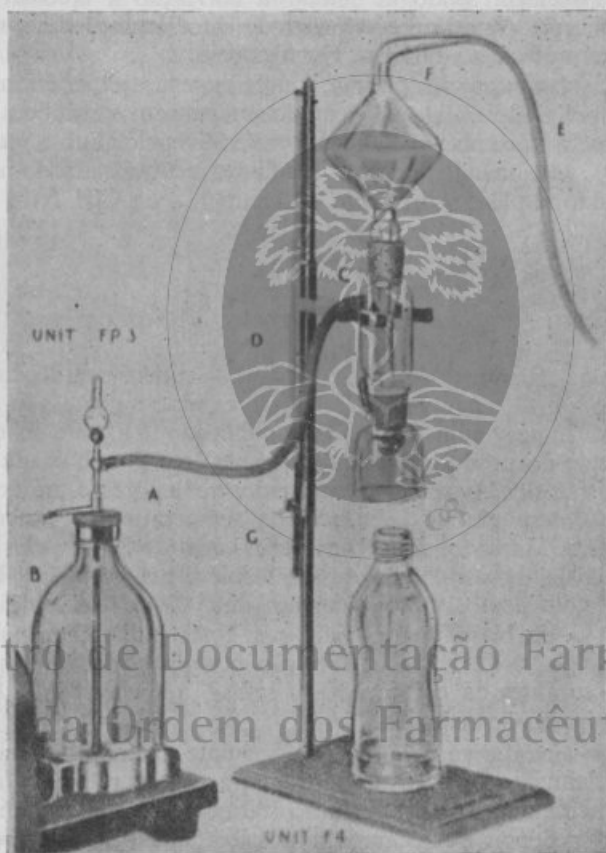 F
E
C
UNIT FP3
D
A
G
B
tro de Documentação Farm
da Ordem dos Farmacêut
UNIT F4